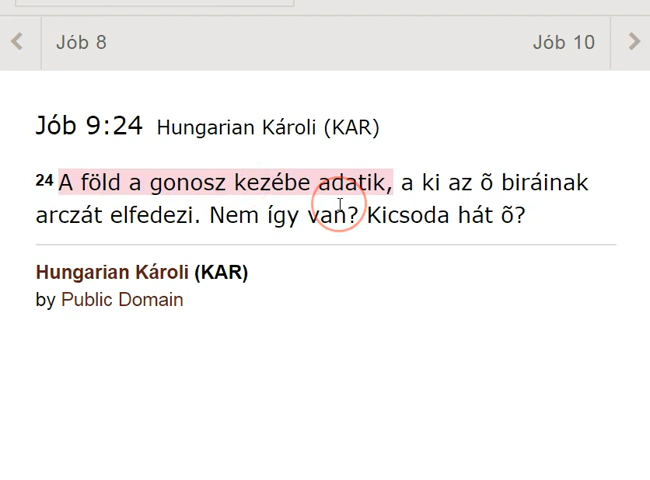 Jób 8
Jób 10
Jób 9:24 Hungarian Károli (KAR)
24 A föld a gonosz kezébe adatik, a ki az õ biráinak
arczát elfedezi. Nem így van? Kicsoda hát õ?
Hungarian Károli (KAR)
by Public Domain